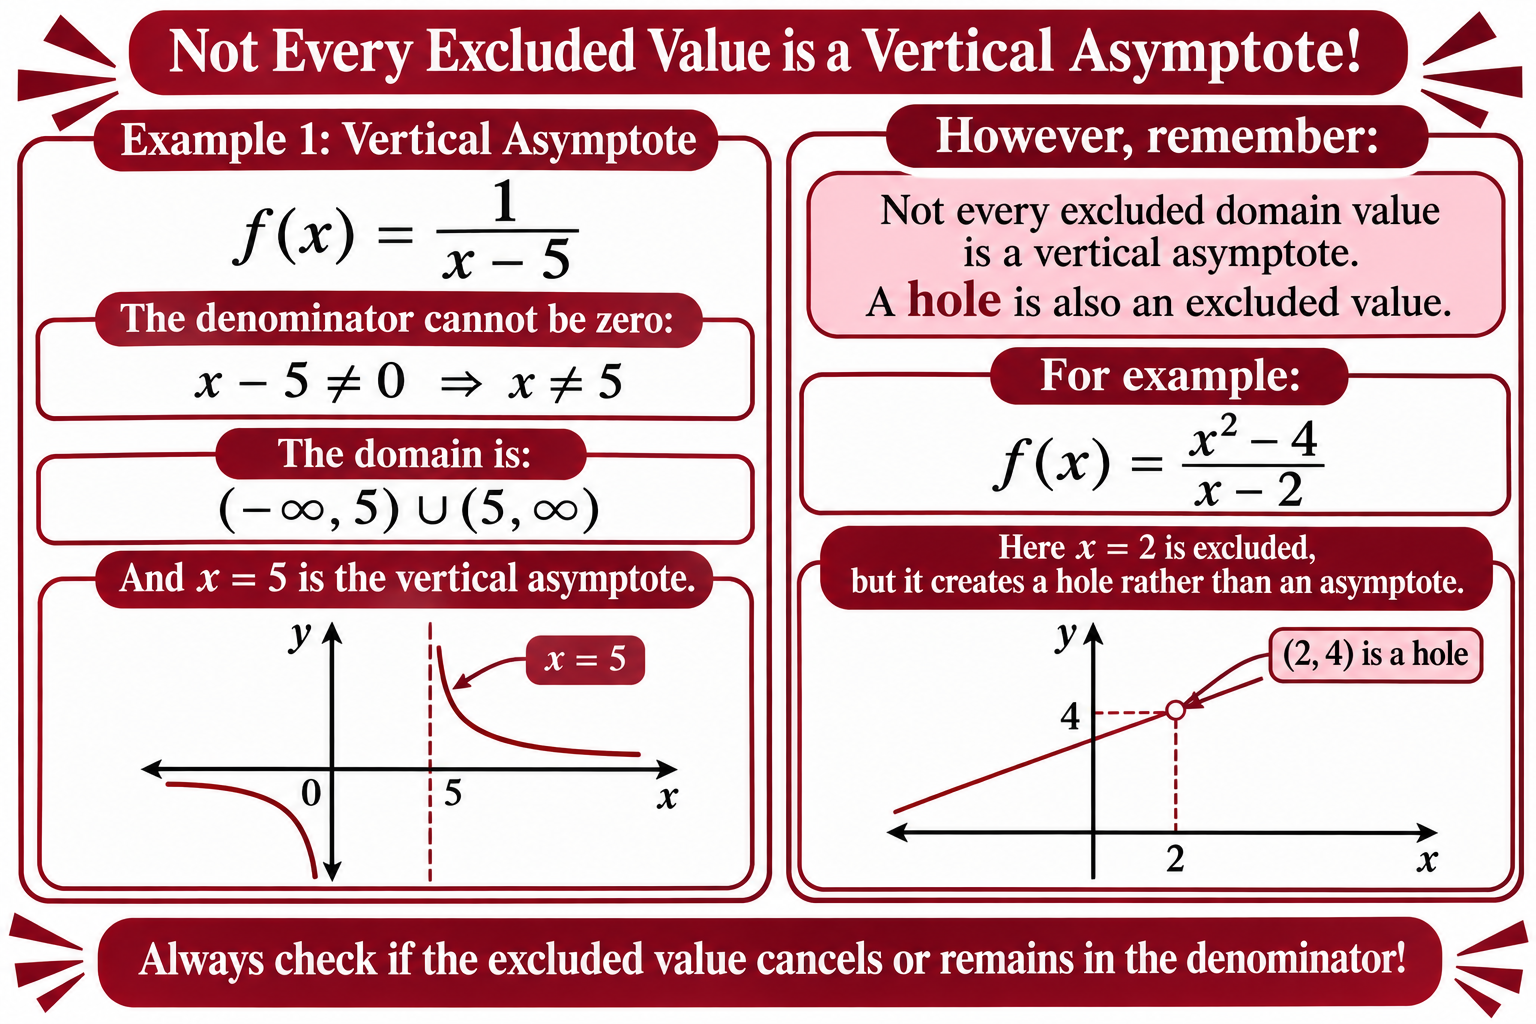 Not Every Excluded Value is a Vertical Asymptote!
Example 1: Vertical Asymptote
f(x) = 1 / (x − 5)
The denominator cannot be zero:
x − 5 ≠ 0 ⇒ x ≠ 5
The domain is:
(−∞, 5) ∪ (5, ∞)
And x = 5 is the vertical asymptote.
y
x = 5
0
5
x
However, remember:
Not every excluded domain value
is a vertical asymptote.
A hole is also an excluded value.
For example:
f(x) = (x² − 4) / (x − 2)
Here x = 2 is excluded,
but it creates a hole rather than an asymptote.
y
(2, 4) is a hole
4
2
x
Always check if the excluded value cancels or remains in the denominator!